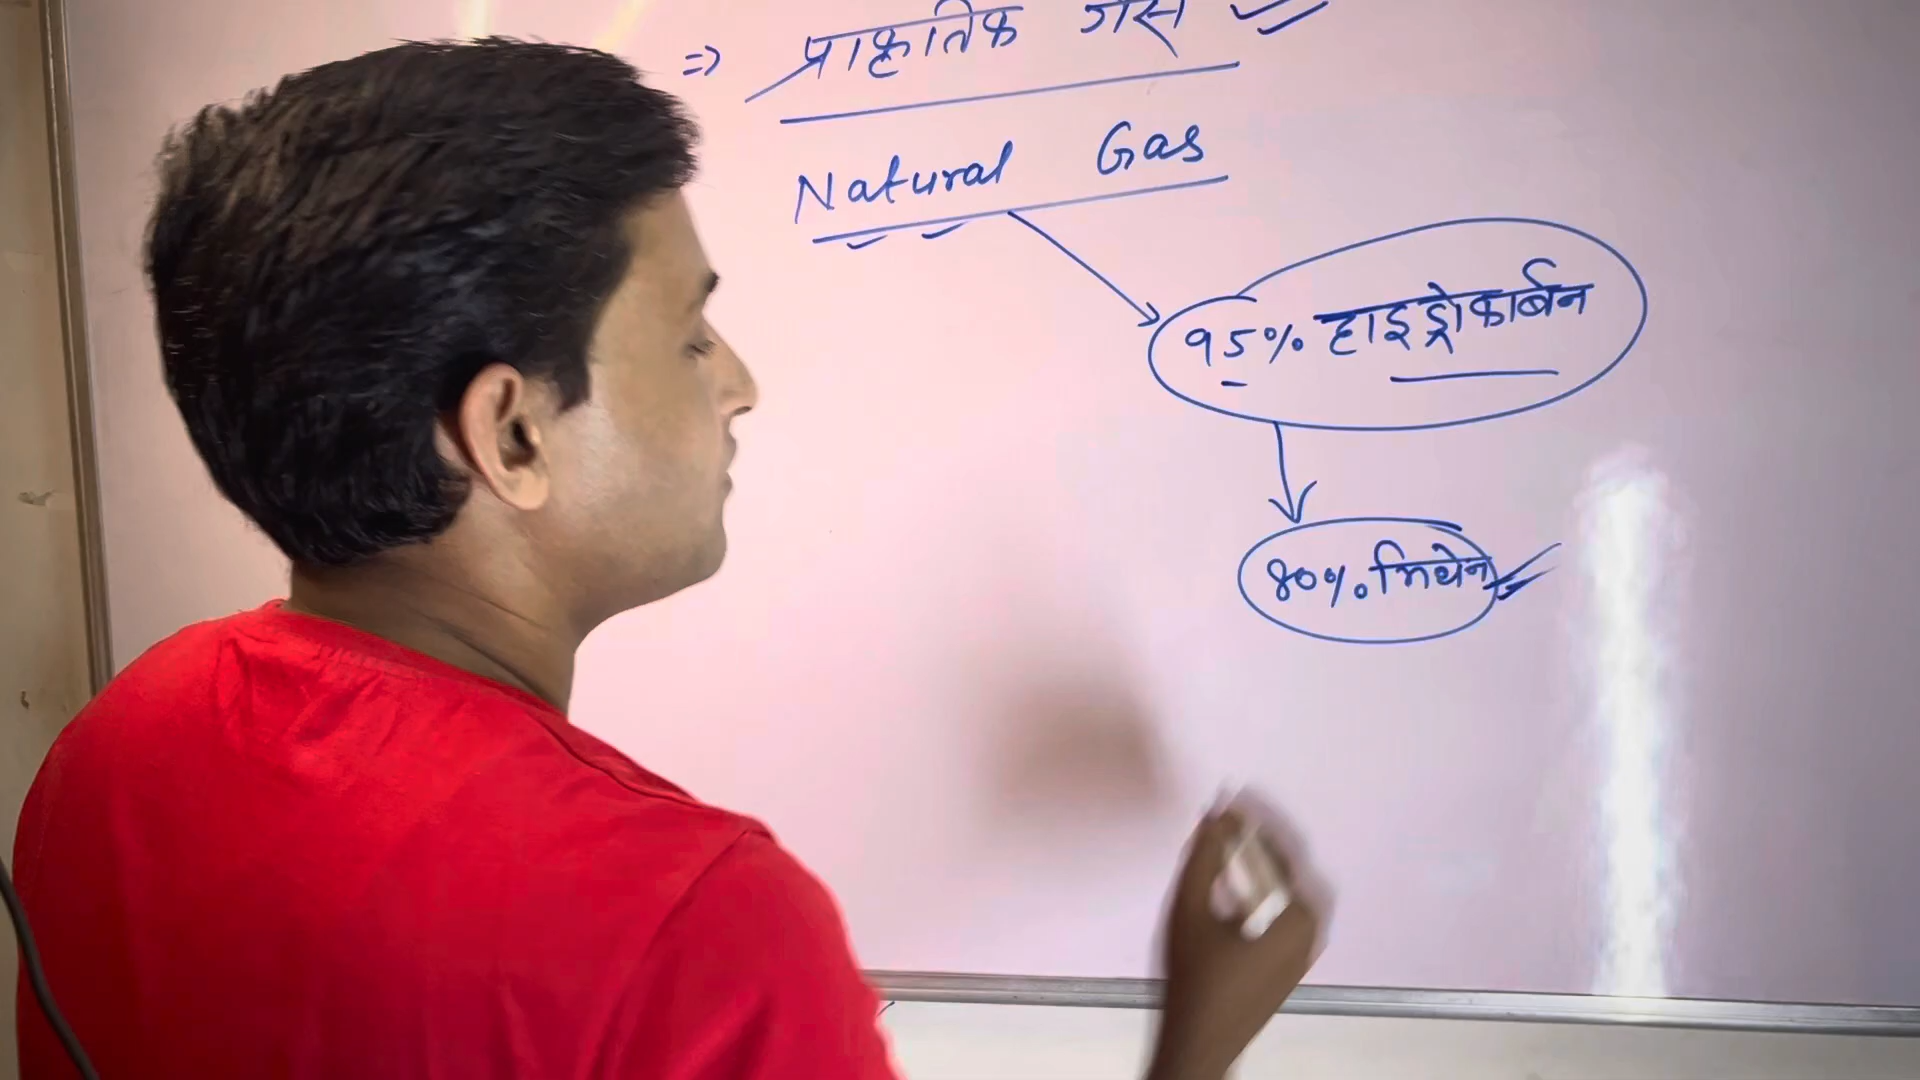 ⇒ प्राकृतिक गैस
Natural Gas
95% हाइड्रोकार्बन
80% मिथेन